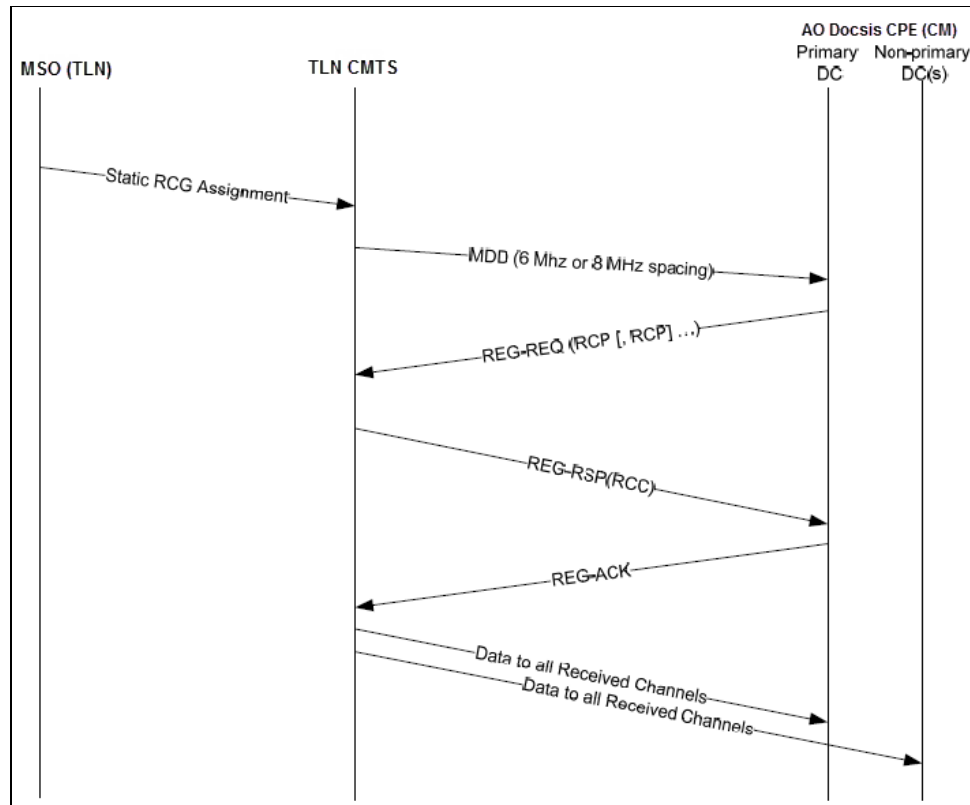 AO Docsis CPE (CM)
MSO (TLN)
TLN CMTS
Primary DC
Non-primary DC(s)
Static RCG Assignment
MDD (6 Mhz or 8 MHz spacing)
REG-REQ (RCP [, RCP] ...)
REG-RSP(RCC)
REG-ACK
Data to all Received Channels
Data to all Received Channels